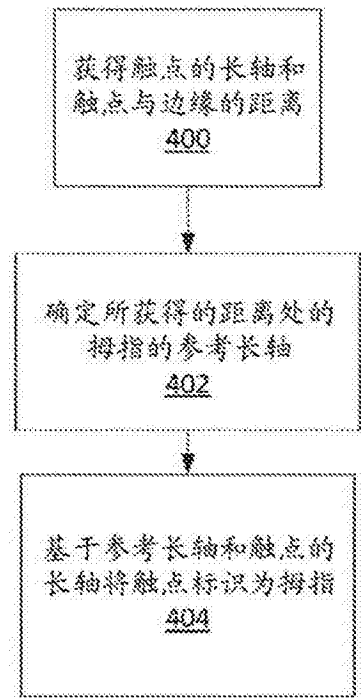 获得触点的长轴和
触点与边缘的距离
400
确定所获得的距离处的
拇指的参考长轴
402
基于参考长轴和触点的
长轴将触点标识为拇指
404